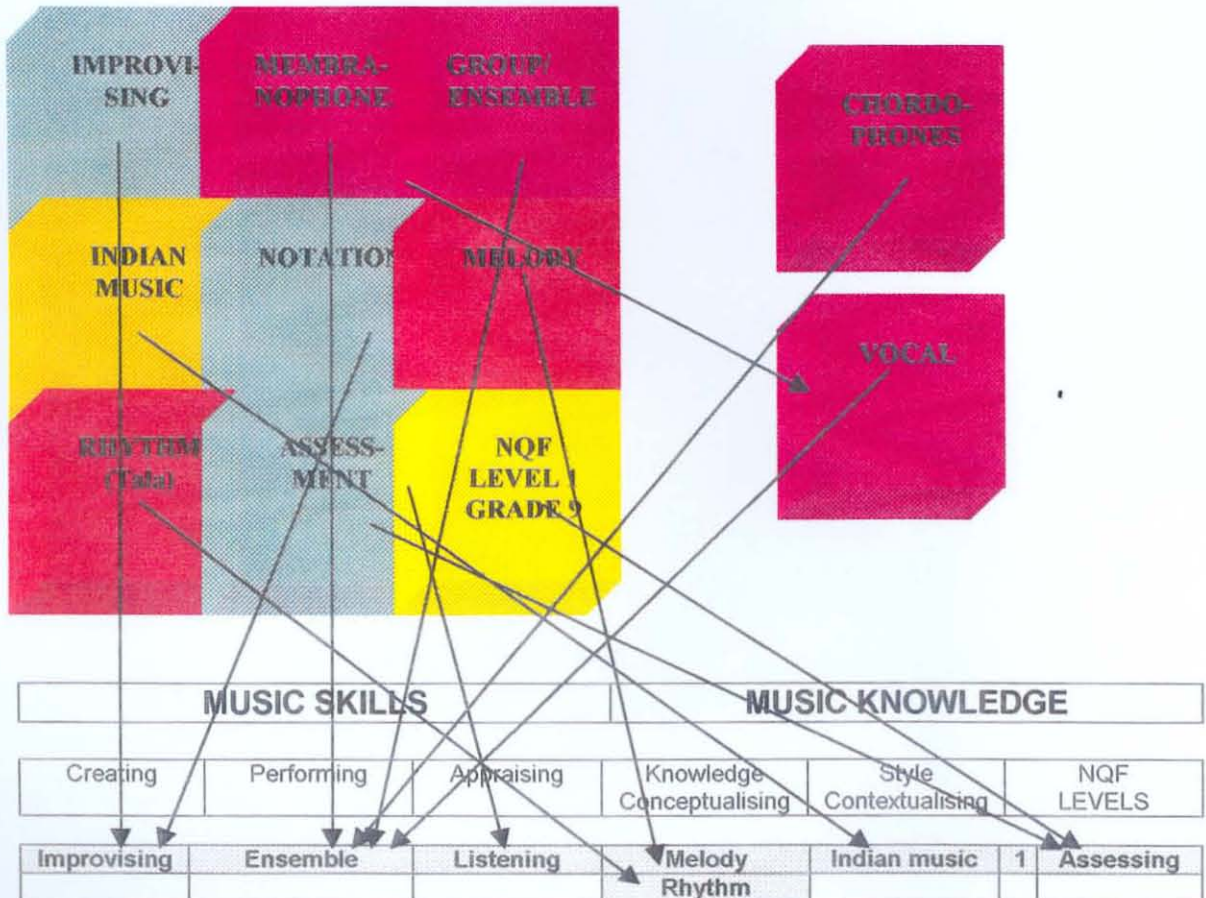 IMPROVI-
SING
MEMBRA-
NOPHONE
GROUP/
ENSEMBLE
CHORDO-
PHONES
INDIAN
MUSIC
NOTATION
MELODY
VOCAL
RHYTHM
(Tala)
ASSESS-
MENT
NQF
LEVEL 1
GRADE 9
MUSIC SKILLS
MUSIC KNOWLEDGE
Creating
Performing
Appraising
Knowledge
Conceptualising
Style
Contextualising
NQF
LEVELS
Improvising
Ensemble
Listening
Melody
Rhythm
Indian music
1
Assessing